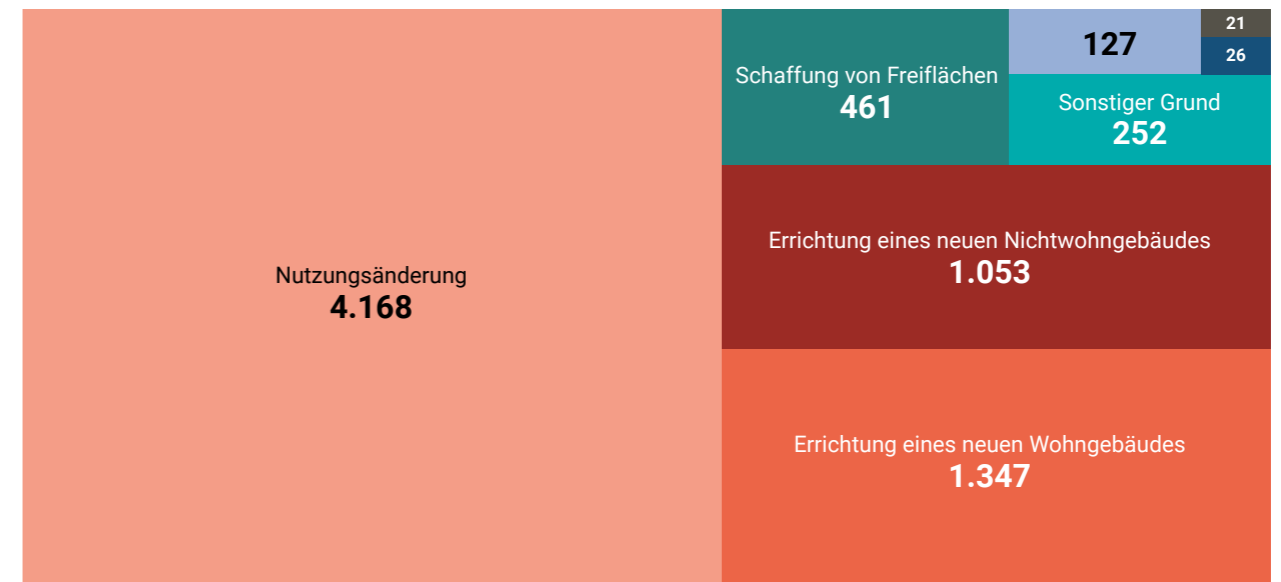 Nutzungsänderung
4.168
Schaffung von Freiflächen
461
127
21
26
Sonstiger Grund
252
Errichtung eines neuen Nichtwohngebäudes
1.053
Errichtung eines neuen Wohngebäudes
1.347